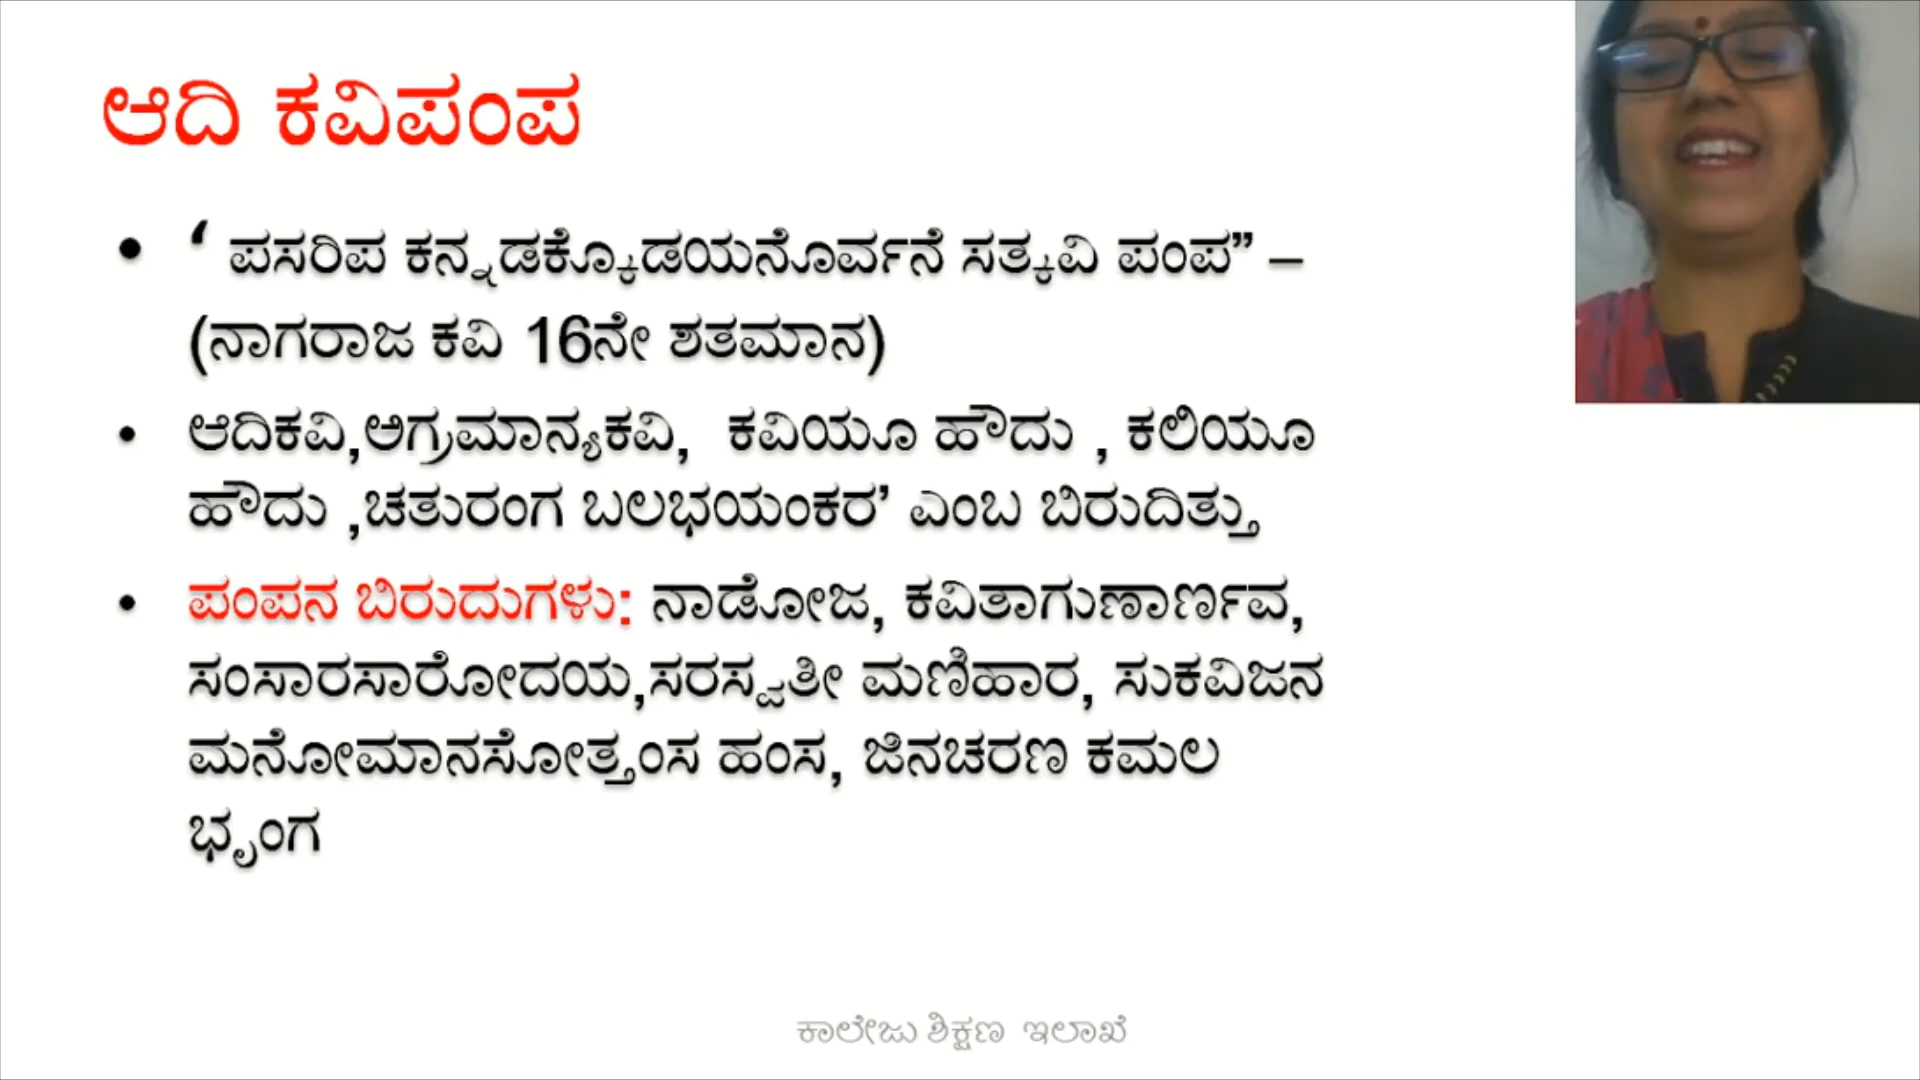 ಆದಿ ಕವಿಪಂಪ
• ‘ ಪಸರಿಪ ಕನ್ನಡಕ್ಕೊಡಯನೊರ್ವನೆ ಸತ್ಕವಿ ಪಂಪ” –
(ನಾಗರಾಜ ಕವಿ 16ನೇ ಶತಮಾನ)
• ಆದಿಕವಿ,ಅಗ್ರಮಾನ್ಯಕವಿ, ಕವಿಯೂ ಹೌದು , ಕಲಿಯೂ
ಹೌದು ,ಚತುರಂಗ ಬಲಭಯಂಕರ’ ಎಂಬ ಬಿರುದಿತ್ತು
• ಪಂಪನ ಬಿರುದುಗಳು: ನಾಡೋಜ, ಕವಿತಾಗುಣಾರ್ಣವ,
ಸಂಸಾರಸಾರೋದಯ,ಸರಸ್ವತೀ ಮಣಿಹಾರ, ಸುಕವಿಜನ
ಮನೋಮಾನಸೋತ್ತಂಸ ಹಂಸ, ಜಿನಚರಣ ಕಮಲ
ಭೃಂಗ
ಕಾಲೇಜು ಶಿಕ್ಷಣ ಇಲಾಖೆ